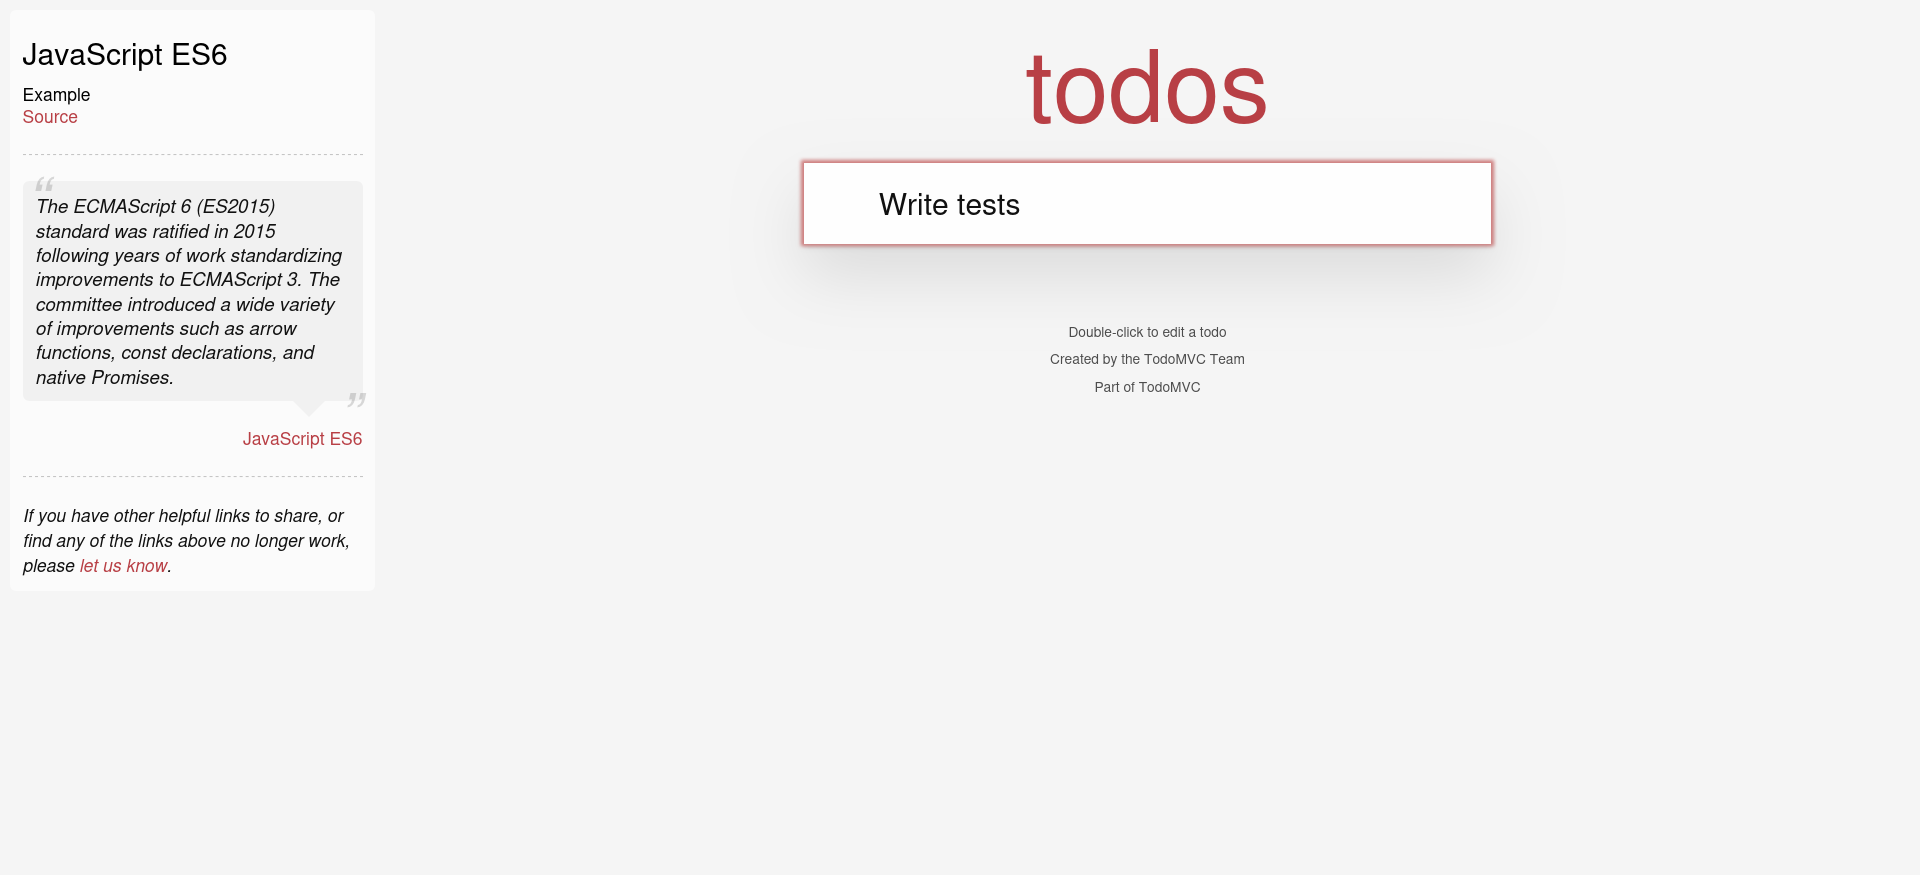 JavaScript ES6
Example
Source
“
The ECMAScript 6 (ES2015)
standard was ratified in 2015
following years of work standardizing
improvements to ECMAScript 3. The
committee introduced a wide variety
of improvements such as arrow
functions, const declarations, and
native Promises.
”
JavaScript ES6
If you have other helpful links to share, or
find any of the links above no longer work,
please let us know.
todos
Write tests
Double-click to edit a todo
Created by the TodoMVC Team
Part of TodoMVC